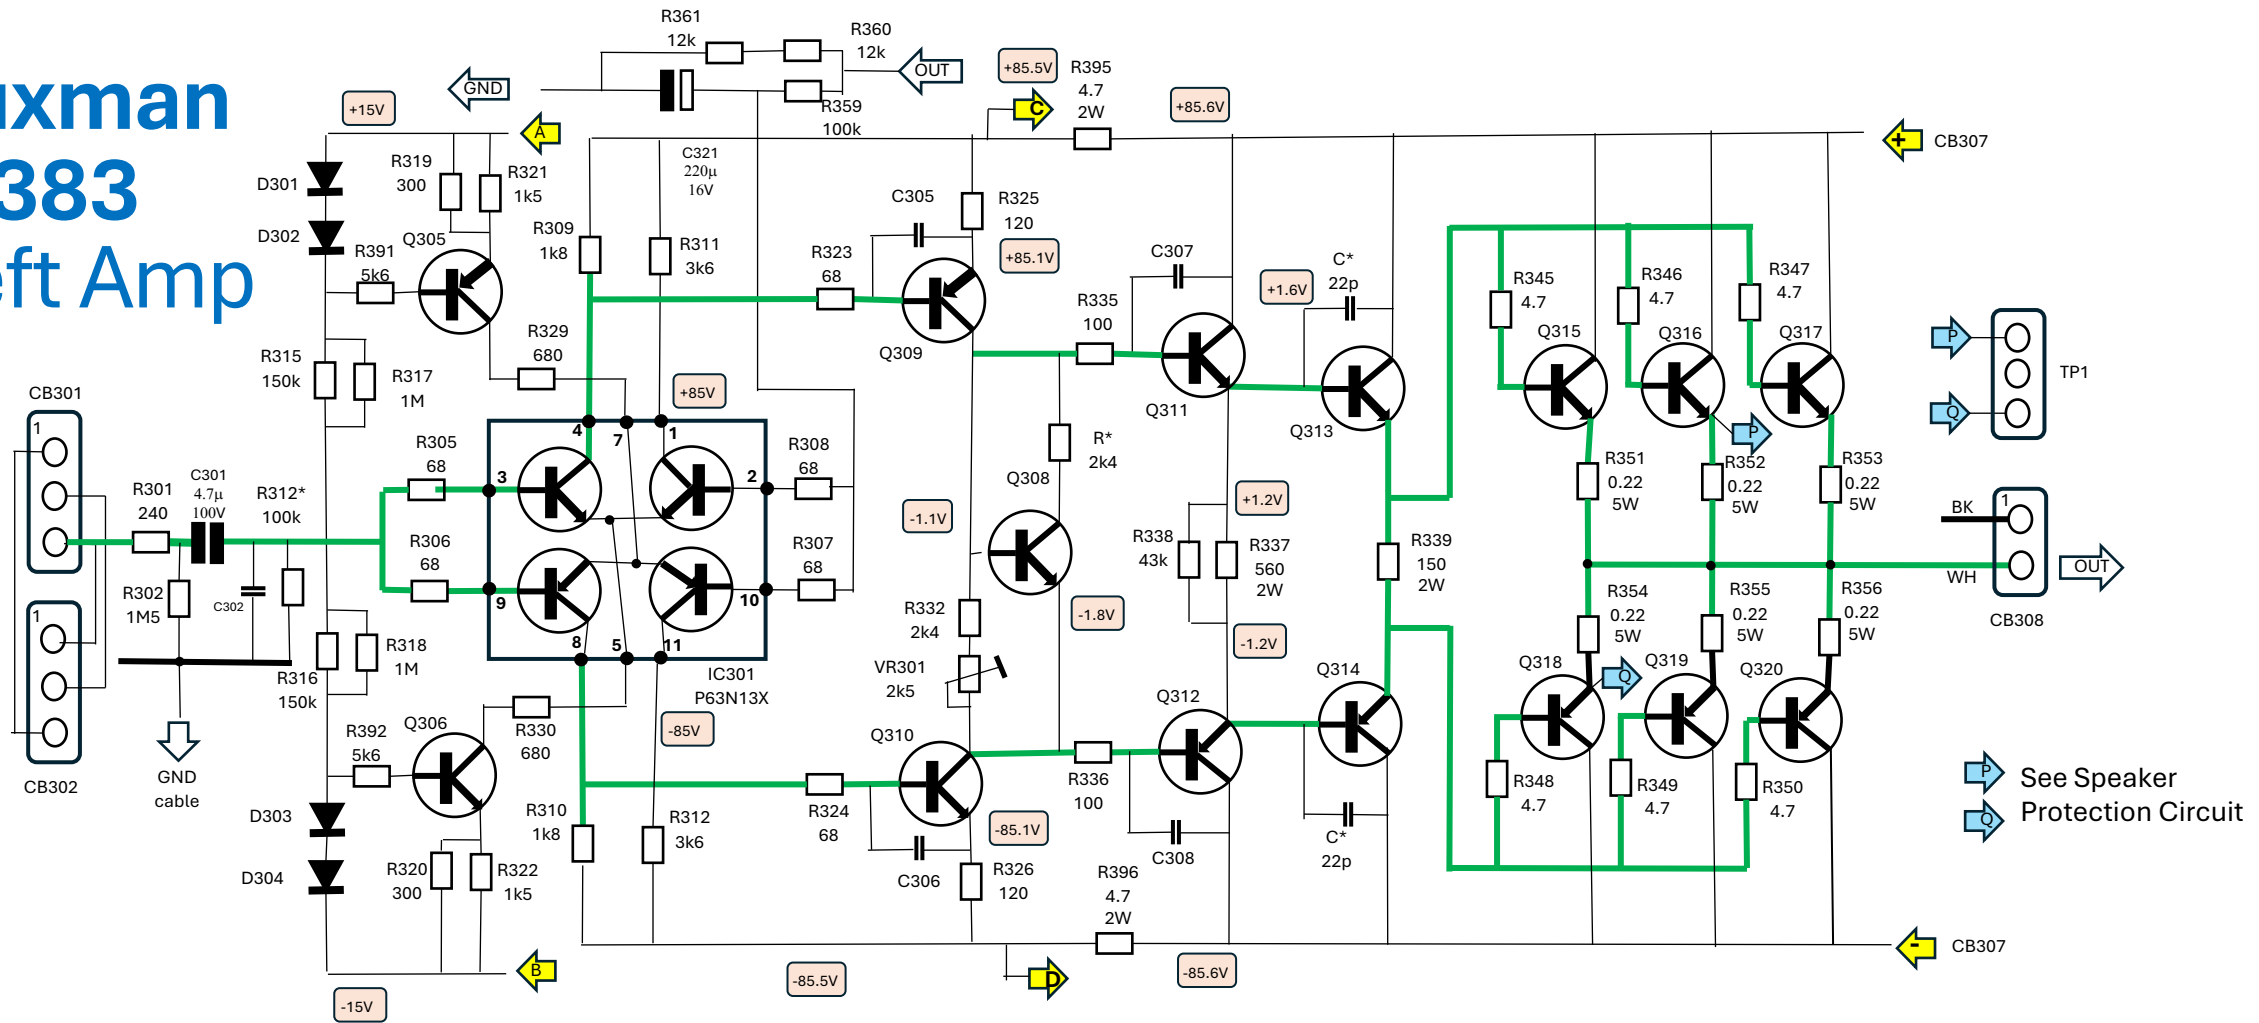 uxman
383
eft Amp
R361
12k
R360
12k
GND
OUT
R359
100k
+15V
A
+85.5V
C
R395
4.7
2W
+85.6V
+
CB307
D301
D302
R319
300
R321
1k5
C321
220µ
16V
R391
5k6
Q305
R309
1k8
R311
3k6
C305
R325
120
+85.1V
R323
68
Q309
C307
+1.6V
C*
22p
R335
100
Q311
Q313
R345
4.7
R346
4.7
R347
4.7
Q315
Q316
Q317
P
P
Q
TP1
R315
150k
R317
1M
R329
680
+85V
CB301
1
R305
68
R301
240
C301
4.7µ
100V
R312*
100k
R306
68
R302
1M5
C302
4
7
1
3
2
9
10
8
5
11
IC301
P63N13X
R308
68
R307
68
R*
2k4
Q308
-1.1V
-1.8V
R332
2k4
VR301
2k5
+1.2V
R338
43k
R337
560
2W
-1.2V
R339
150
2W
R351
0.22
5W
R352
0.22
5W
R353
0.22
5W
BK
1
WH
OUT
CB308
R354
0.22
5W
R355
0.22
5W
R356
0.22
5W
1
CB302
GND
cable
R318
1M
R316
150k
R392
5k6
Q306
R330
680
-85V
D303
D304
R320
300
R322
1k5
R310
1k8
R312
3k6
R324
68
Q310
-85.1V
C306
R326
120
R336
100
Q312
Q314
C308
C*
22p
R396
4.7
2W
Q318
Q
Q319
Q320
R348
4.7
R349
4.7
R350
4.7
P
See Speaker
Q
Protection Circuit
B
-15V
-85.5V
D
-85.6V
-
CB307